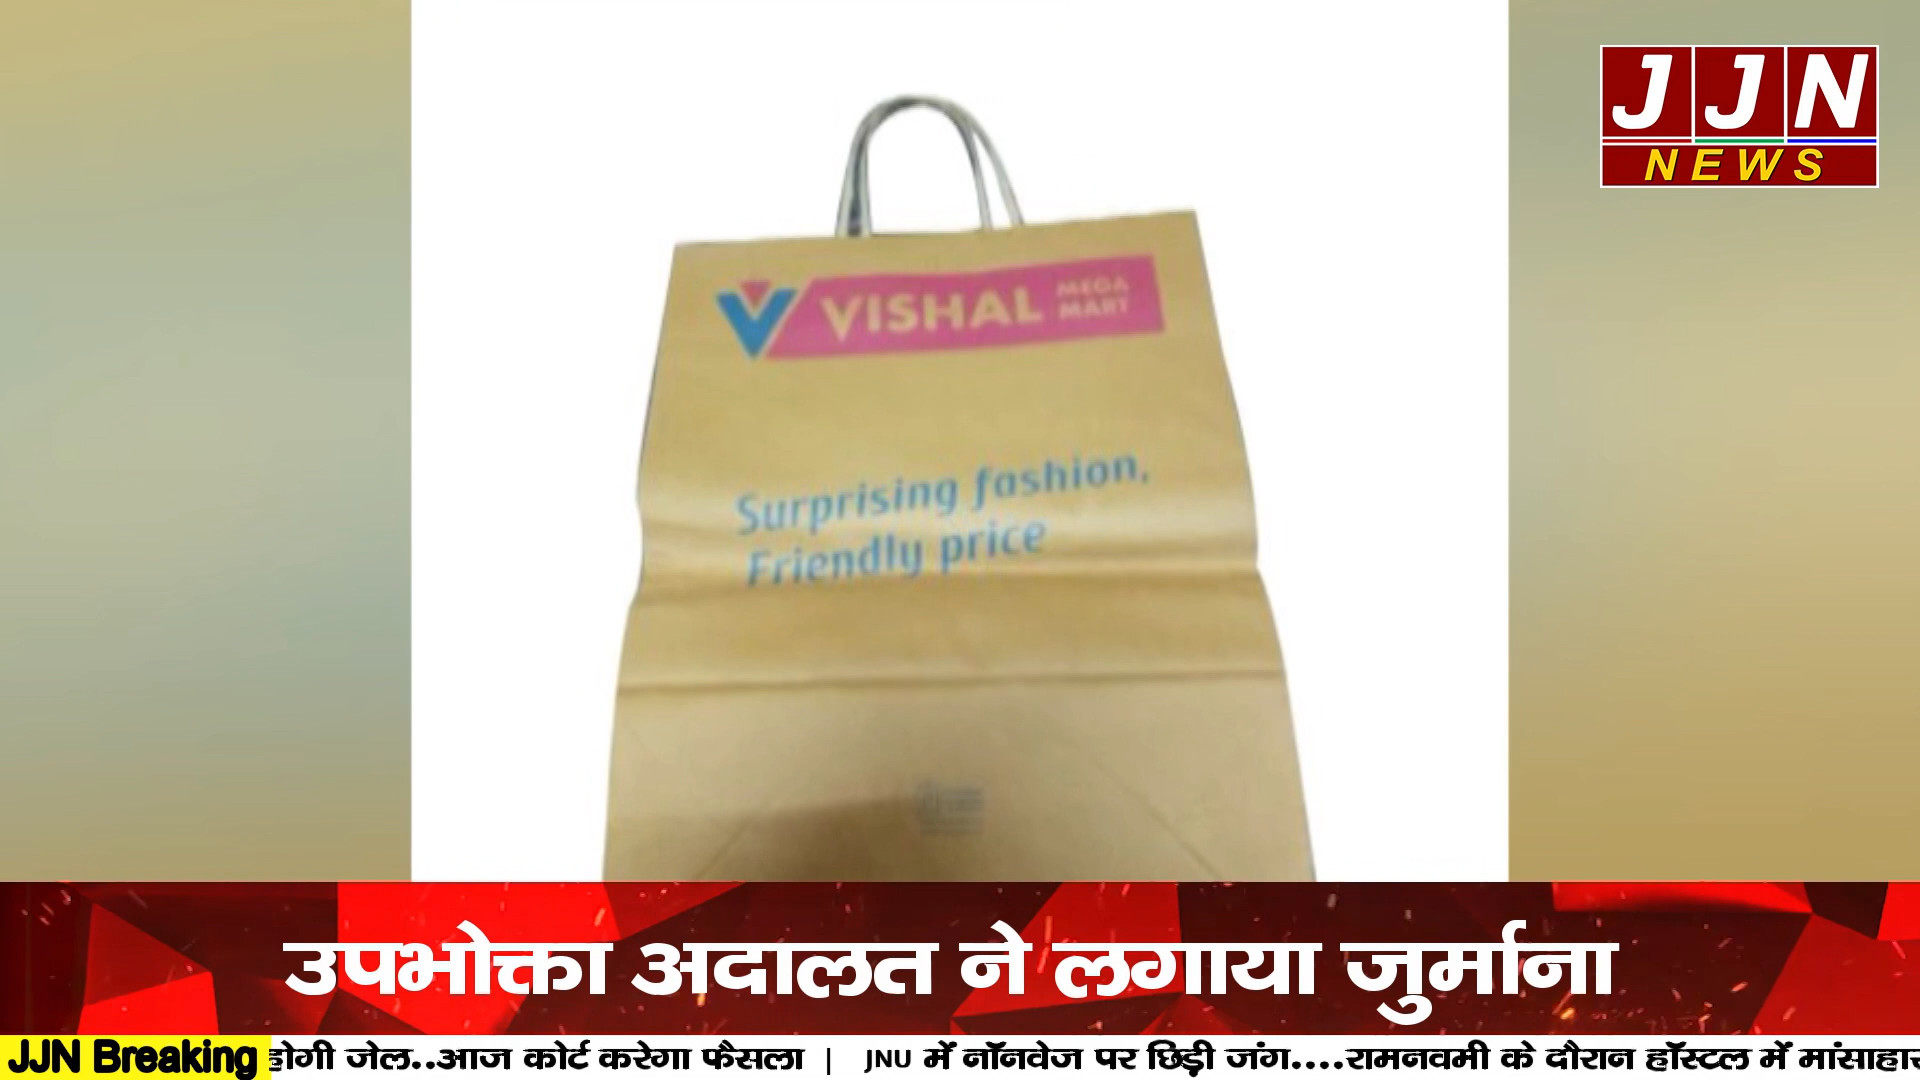 JJN
NEWS
VISHAL MEGA MART
Surprising fashion,
Friendly price
उपभोक्ता अदालत ने लगाया जुर्माना
JJN Breaking
होगी जेल..आज कोर्ट करेगा फैसला | JNU में नॉनवेज पर छिड़ी जंग....रामनवमी के दौरान हॉस्टल में